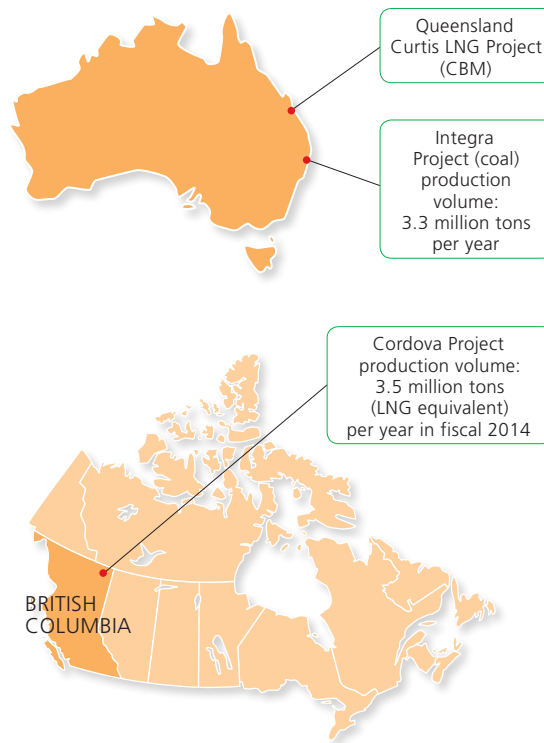 Queensland
Curtis LNG Project
(CBM)
Integra
Project (coal)
production
volume:
3.3 million tons
per year
Cordova Project
production volume:
3.5 million tons
(LNG equivalent)
per year in fiscal 2014
BRITISH
COLUMBIA